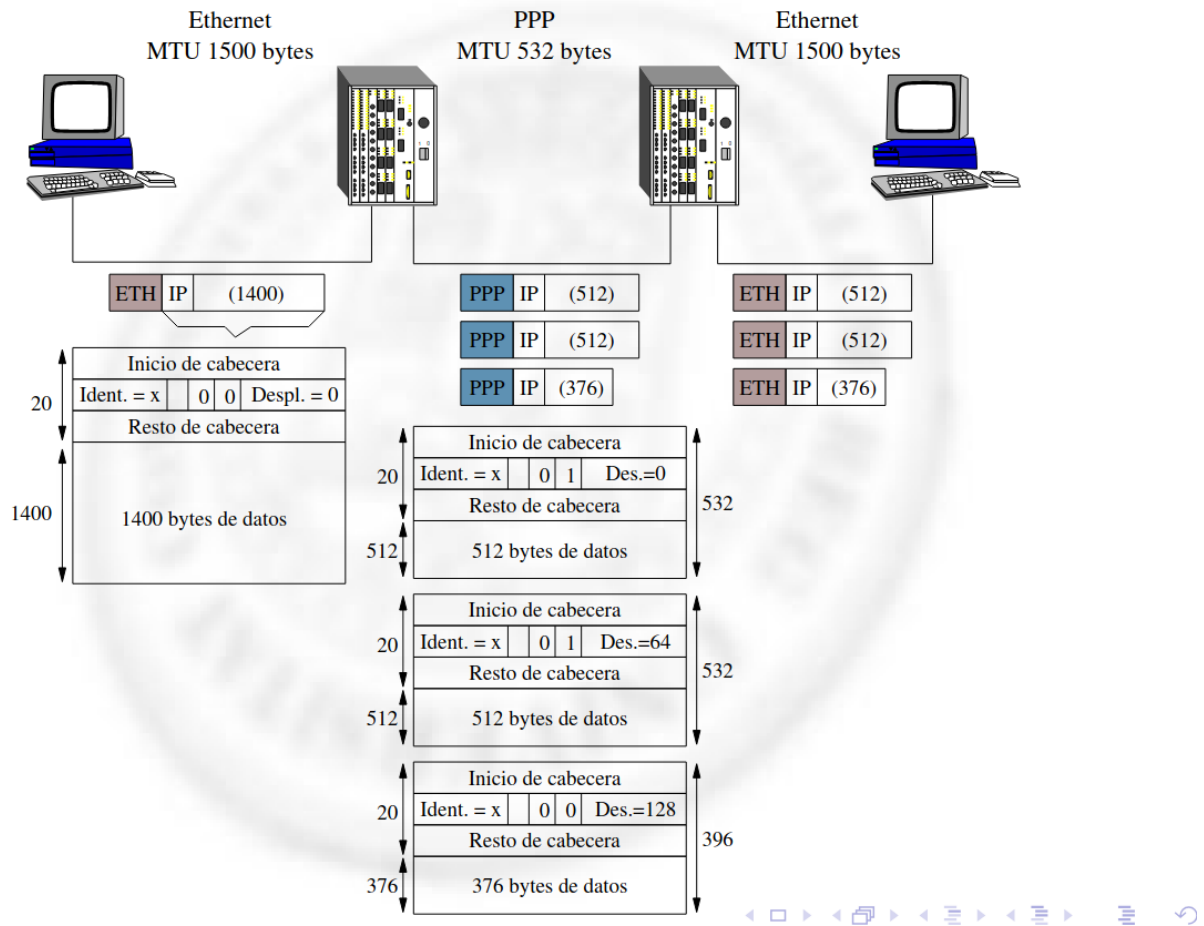 Ethernet
MTU 1500 bytes
PPP
MTU 532 bytes
Ethernet
MTU 1500 bytes
ETH IP (1400)
PPP IP (512)
ETH IP (512)
PPP IP (512)
ETH IP (512)
PPP IP (376)
ETH IP (376)
Inicio de cabecera
20
Ident. = x 0 0 Despl. = 0
Resto de cabecera
1400
1400 bytes de datos
Inicio de cabecera
20
Ident. = x 0 1 Des.=0
Resto de cabecera
532
512
512 bytes de datos
Inicio de cabecera
20
Ident. = x 0 1 Des.=64
Resto de cabecera
532
512
512 bytes de datos
Inicio de cabecera
20
Ident. = x 0 0 Des.=128
Resto de cabecera
396
376
376 bytes de datos